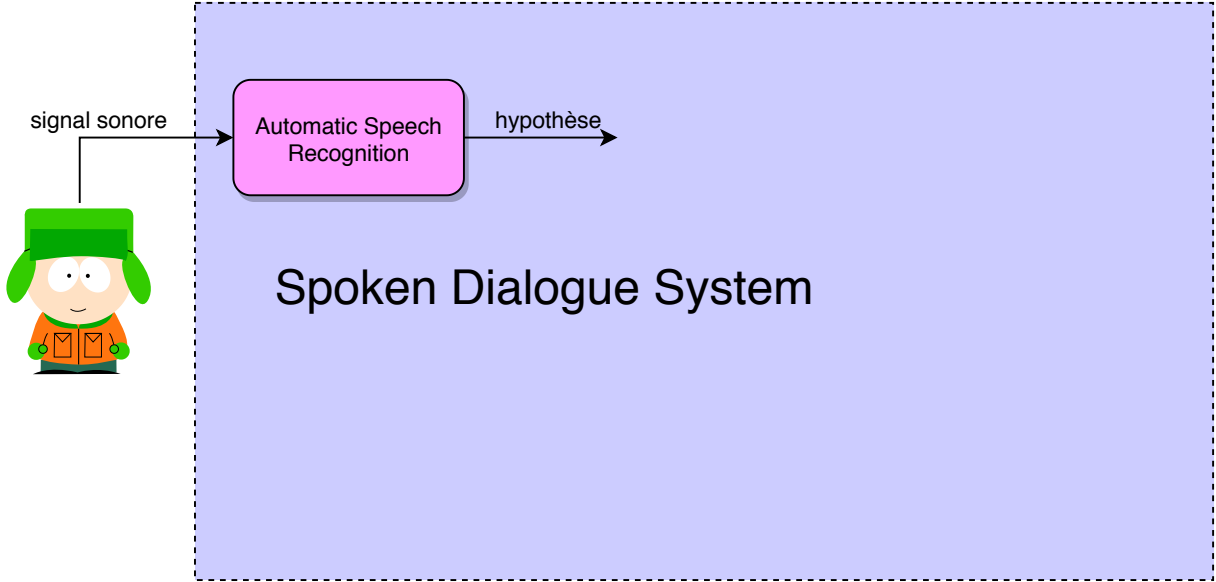 signal sonore
Automatic Speech
Recognition
hypothèse
Spoken Dialogue System